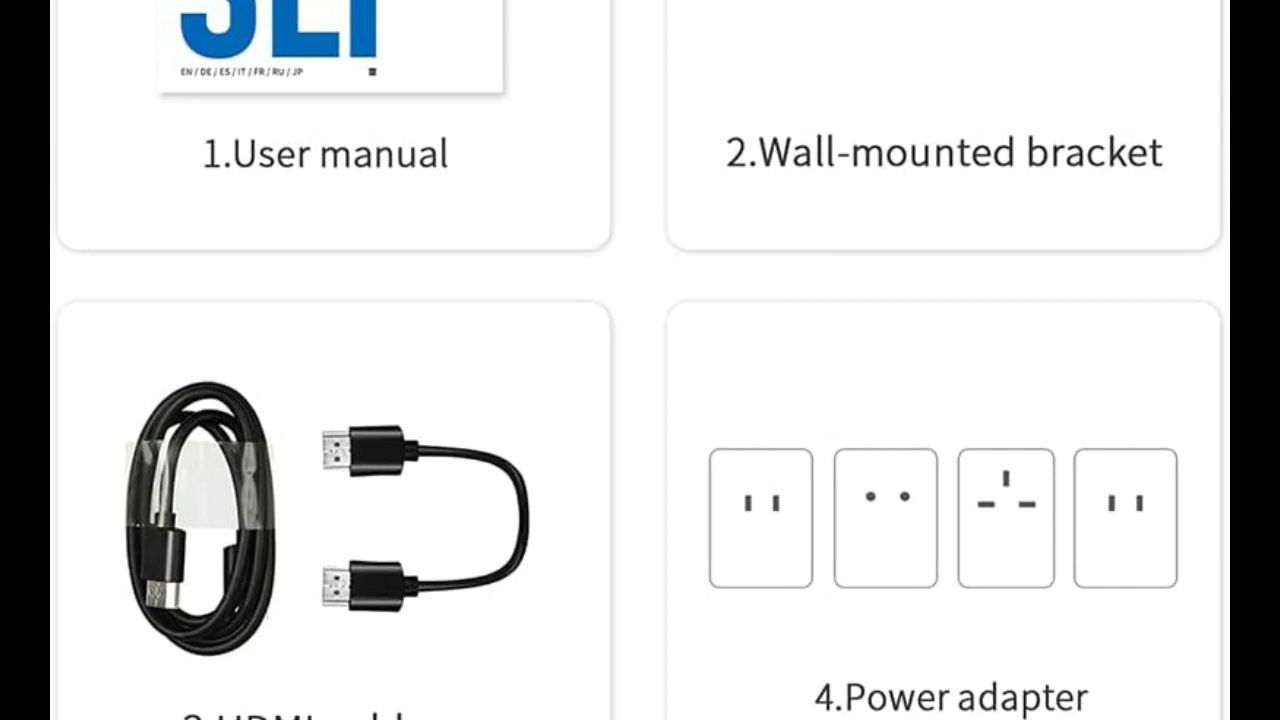 EN / DE / ES / IT / FR / RU / JP
1.User manual
2.Wall-mounted bracket
4.Power adapter